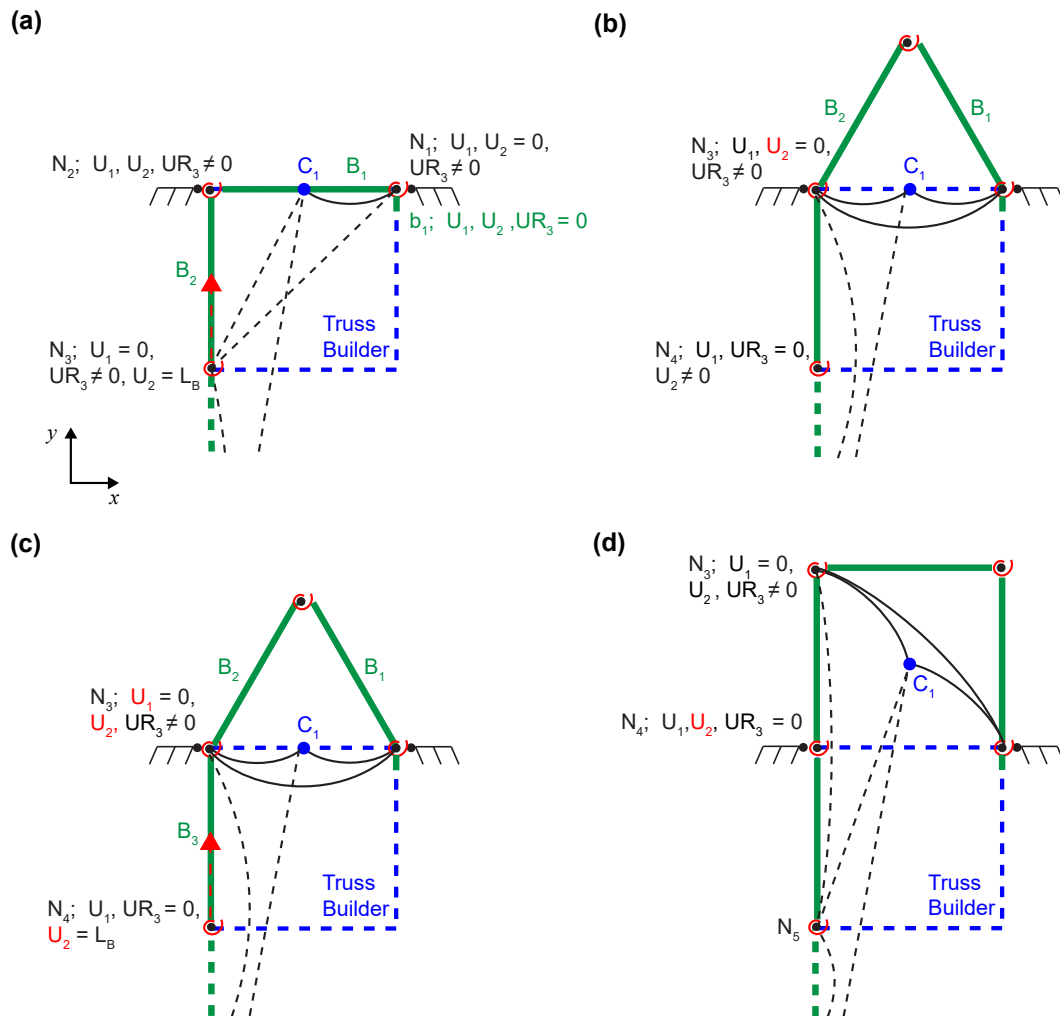 (a)
N₂; U₁, U₂, UR₃ ≠ 0
C₁
B₁
N₁; U₁, U₂ = 0,
UR₃ ≠ 0
b₁; U₁, U₂ ,UR₃ = 0
B₂
Truss
Builder
N₃; U₁ = 0,
UR₃ ≠ 0, U₂ = L_B
y
x
(b)
B₂
B₁
N₃; U₁, U₂ = 0,
UR₃ ≠ 0
C₁
Truss
Builder
N₄; U₁, UR₃ = 0,
U₂ ≠ 0
(c)
B₂
B₁
N₃; U₁ = 0,
U₂, UR₃ ≠ 0
C₁
B₃
Truss
Builder
N₄; U₁, UR₃ = 0,
U₂ = L_B
(d)
N₃; U₁ = 0,
U₂ , UR₃ ≠ 0
C₁
N₄; U₁,U₂, UR₃ = 0
Truss
Builder
N₅